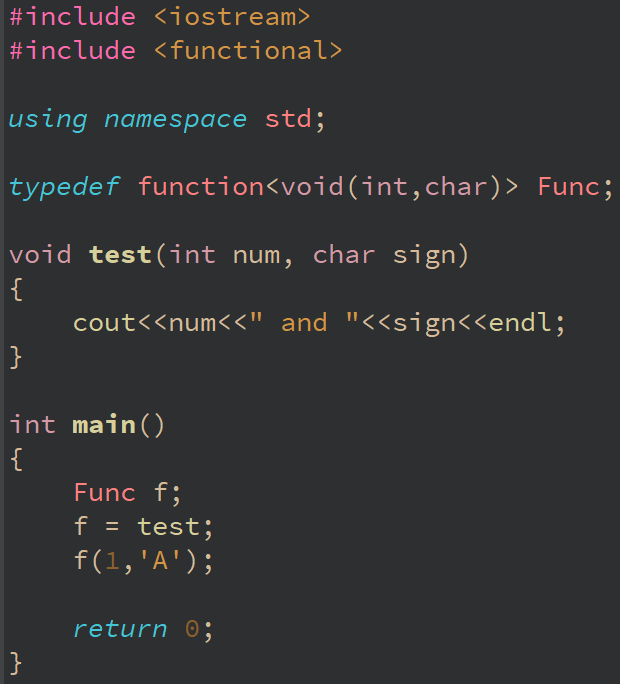 #include <iostream>
#include <functional>
using namespace std;
typedef function<void(int,char)> Func;
void test(int num, char sign)
{
    cout<<num<<" and "<<sign<<endl;
}
int main()
{
    Func f;
    f = test;
    f(1,'A');
    return 0;
}